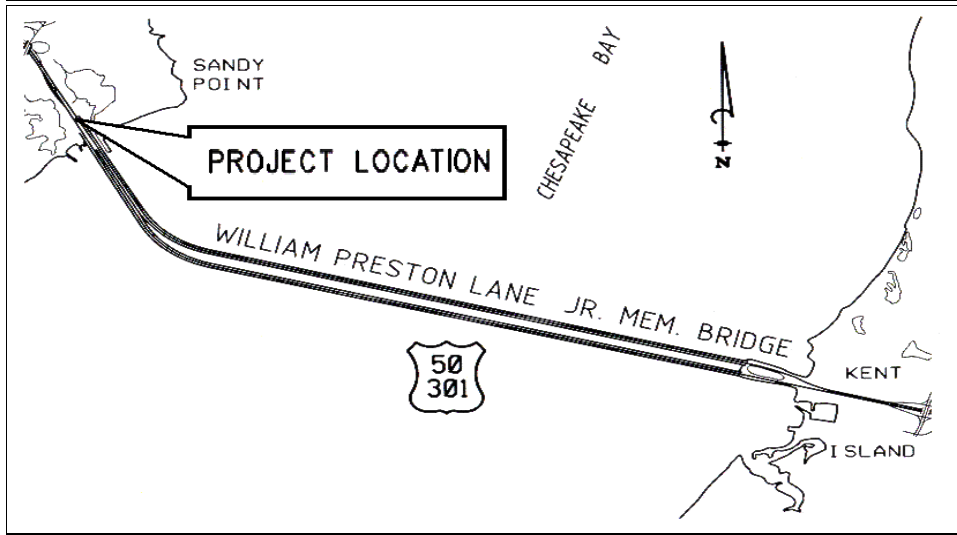 SANDY
POINT
CHESAPEAKE BAY
PROJECT LOCATION
N
WILLIAM PRESTON LANE JR. MEM. BRIDGE
50
301
KENT
ISLAND